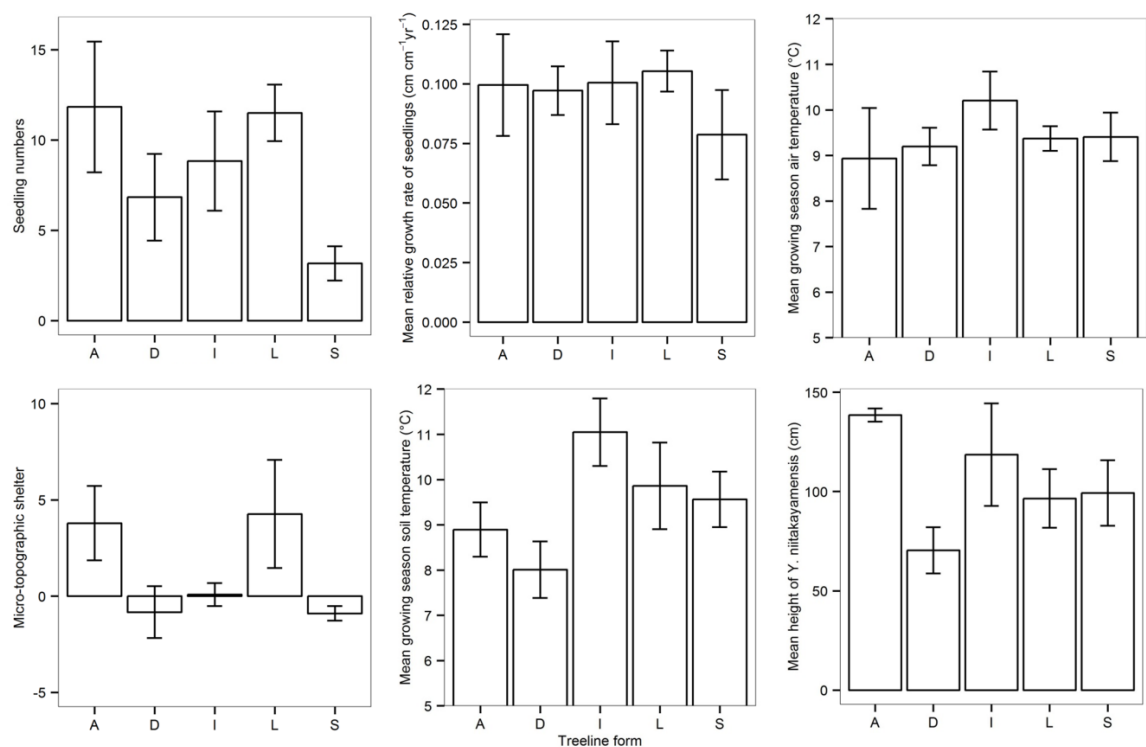 Seedling numbers
15
10
5
0
A D I L S
Mean relative growth rate of seedlings (cm cm⁻¹yr⁻¹)
0.125
0.100
0.075
0.050
0.025
0.000
A D I L S
Mean growing season air temperature (°C)
12
11
10
9
8
7
6
5
A D I L S
Micro-topographic shelter
10
5
0
-5
A D I L S
Mean growing season soil temperature (°C)
12
11
10
9
8
7
6
5
A D I L S
Mean height of Y. niitakayamensis (cm)
150
100
50
0
A D I L S
Treeline form